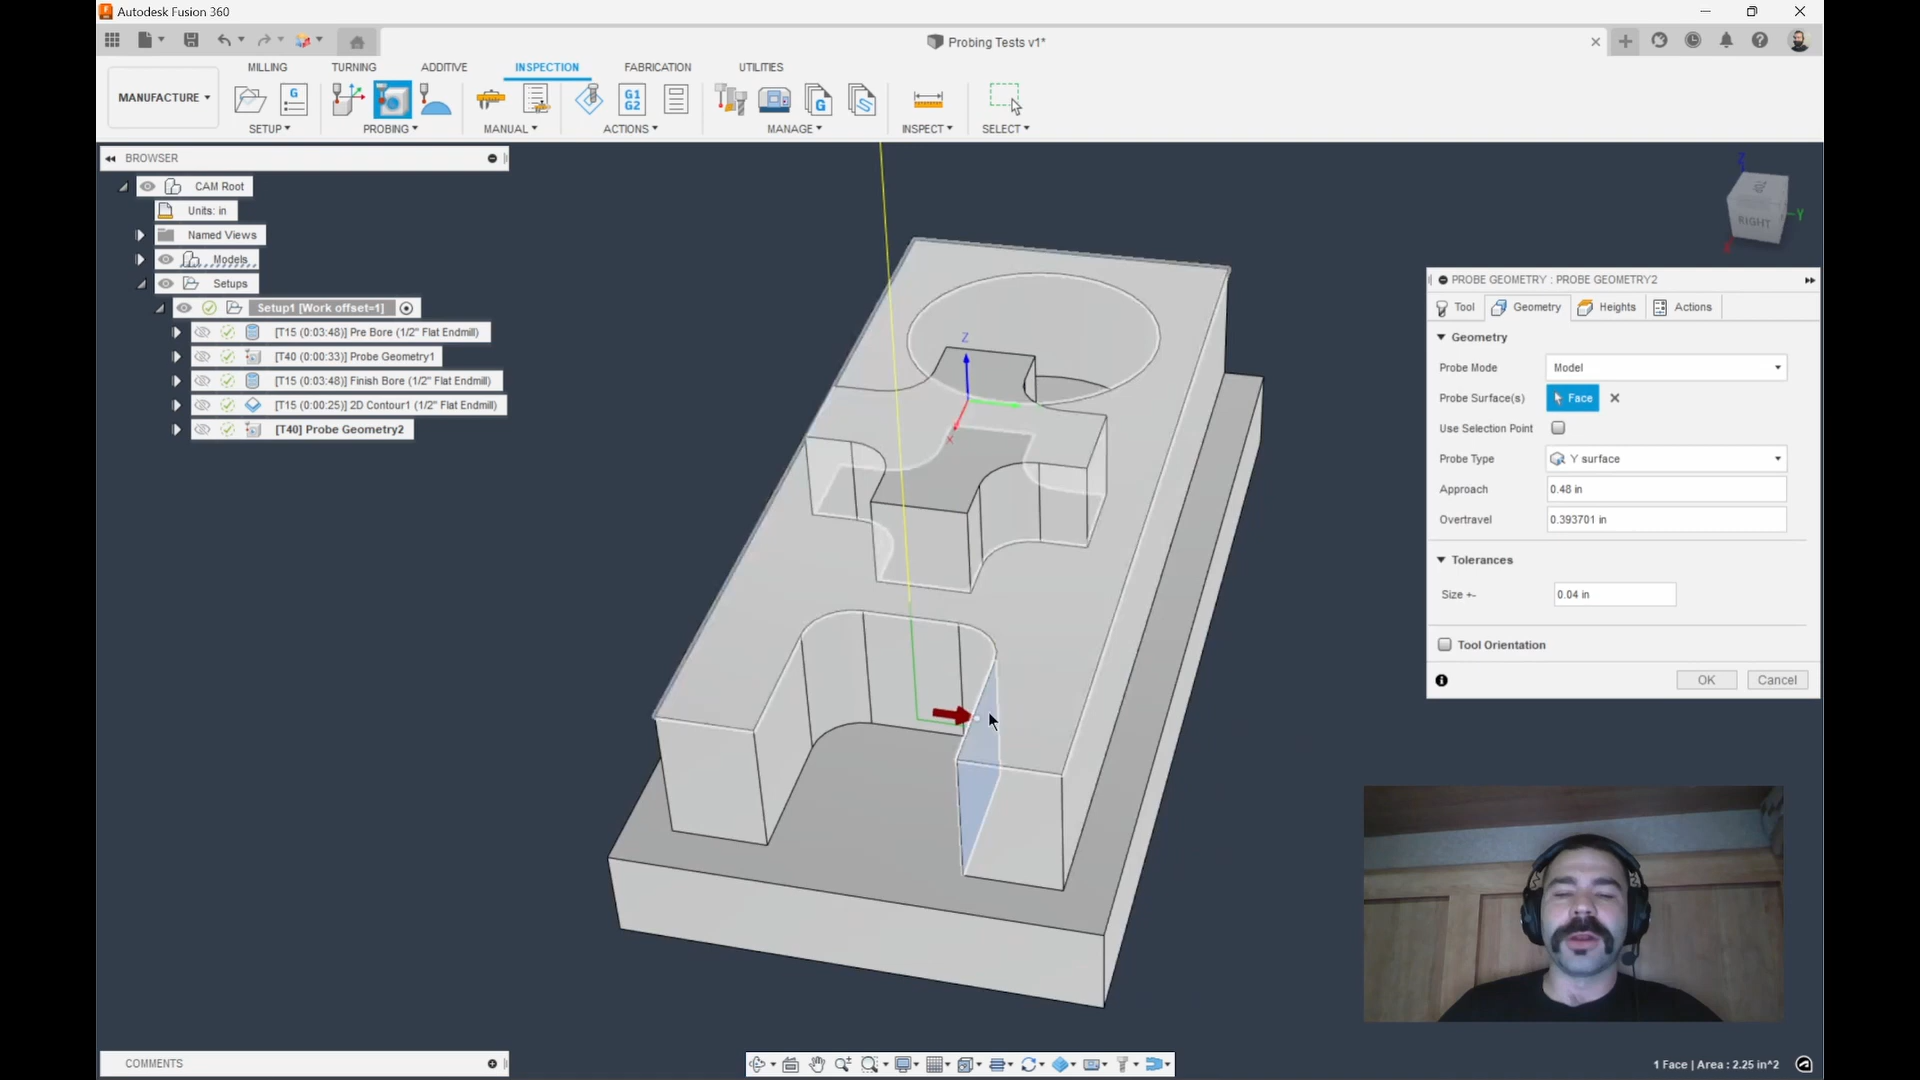 Autodesk Fusion 360
Probing Tests v1*
MILLING TURNING ADDITIVE INSPECTION FABRICATION UTILITIES
MANUFACTURE
G
G1
G2
G
SETUP PROBING MANUAL ACTIONS MANAGE INSPECT SELECT
BROWSER
CAM Root
Units: in
Named Views
Models
Setups
Setup1 [Work offset=1]
[T15 (0:03:48)] Pre Bore (1/2" Flat Endmill)
[T40 (0:00:33)] Probe Geometry1
[T15 (0:03:48)] Finish Bore (1/2" Flat Endmill)
[T15 (0:00:25)] 2D Contour1 (1/2" Flat Endmill)
[T40] Probe Geometry2
Z
X
Z
RIGHT
Y
PROBE GEOMETRY : PROBE GEOMETRY2
Tool Geometry Heights Actions
Geometry
Probe Mode Model
Probe Surface(s) Face
Use Selection Point
Probe Type Y surface
Approach 0.48 in
Overtravel 0.393701 in
Tolerances
Size +- 0.04 in
Tool Orientation
OK Cancel
COMMENTS
1 Face | Area : 2.25 in^2